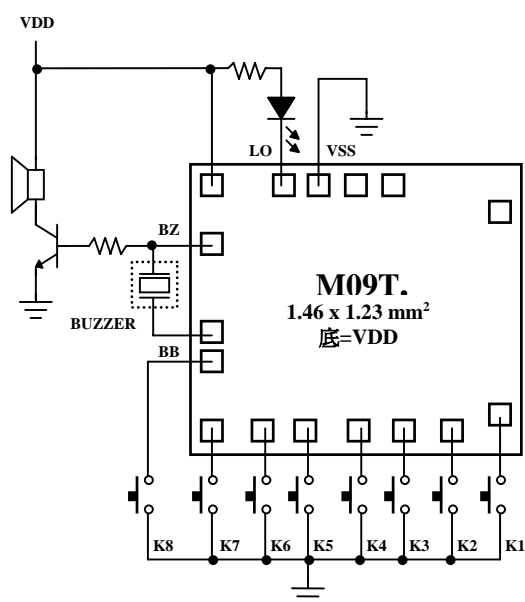 VDD
LO
VSS
BZ
M09T.
1.46 x 1.23 mm²
底=VDD
BUZZER
BB
K8
K7
K6
K5
K4
K3
K2
K1